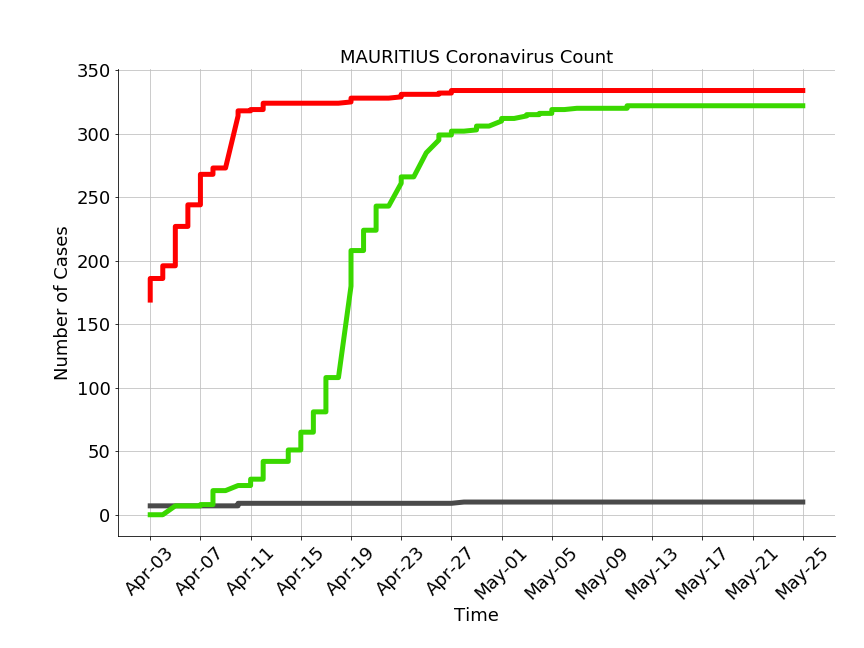 MAURITIUS Coronavirus Count
350
300
250
200
150
100
50
0
Number of Cases
Apr-03
Apr-07
Apr-11
Apr-15
Apr-19
Apr-23
Apr-27
May-01
May-05
May-09
May-13
May-17
May-21
May-25
Time